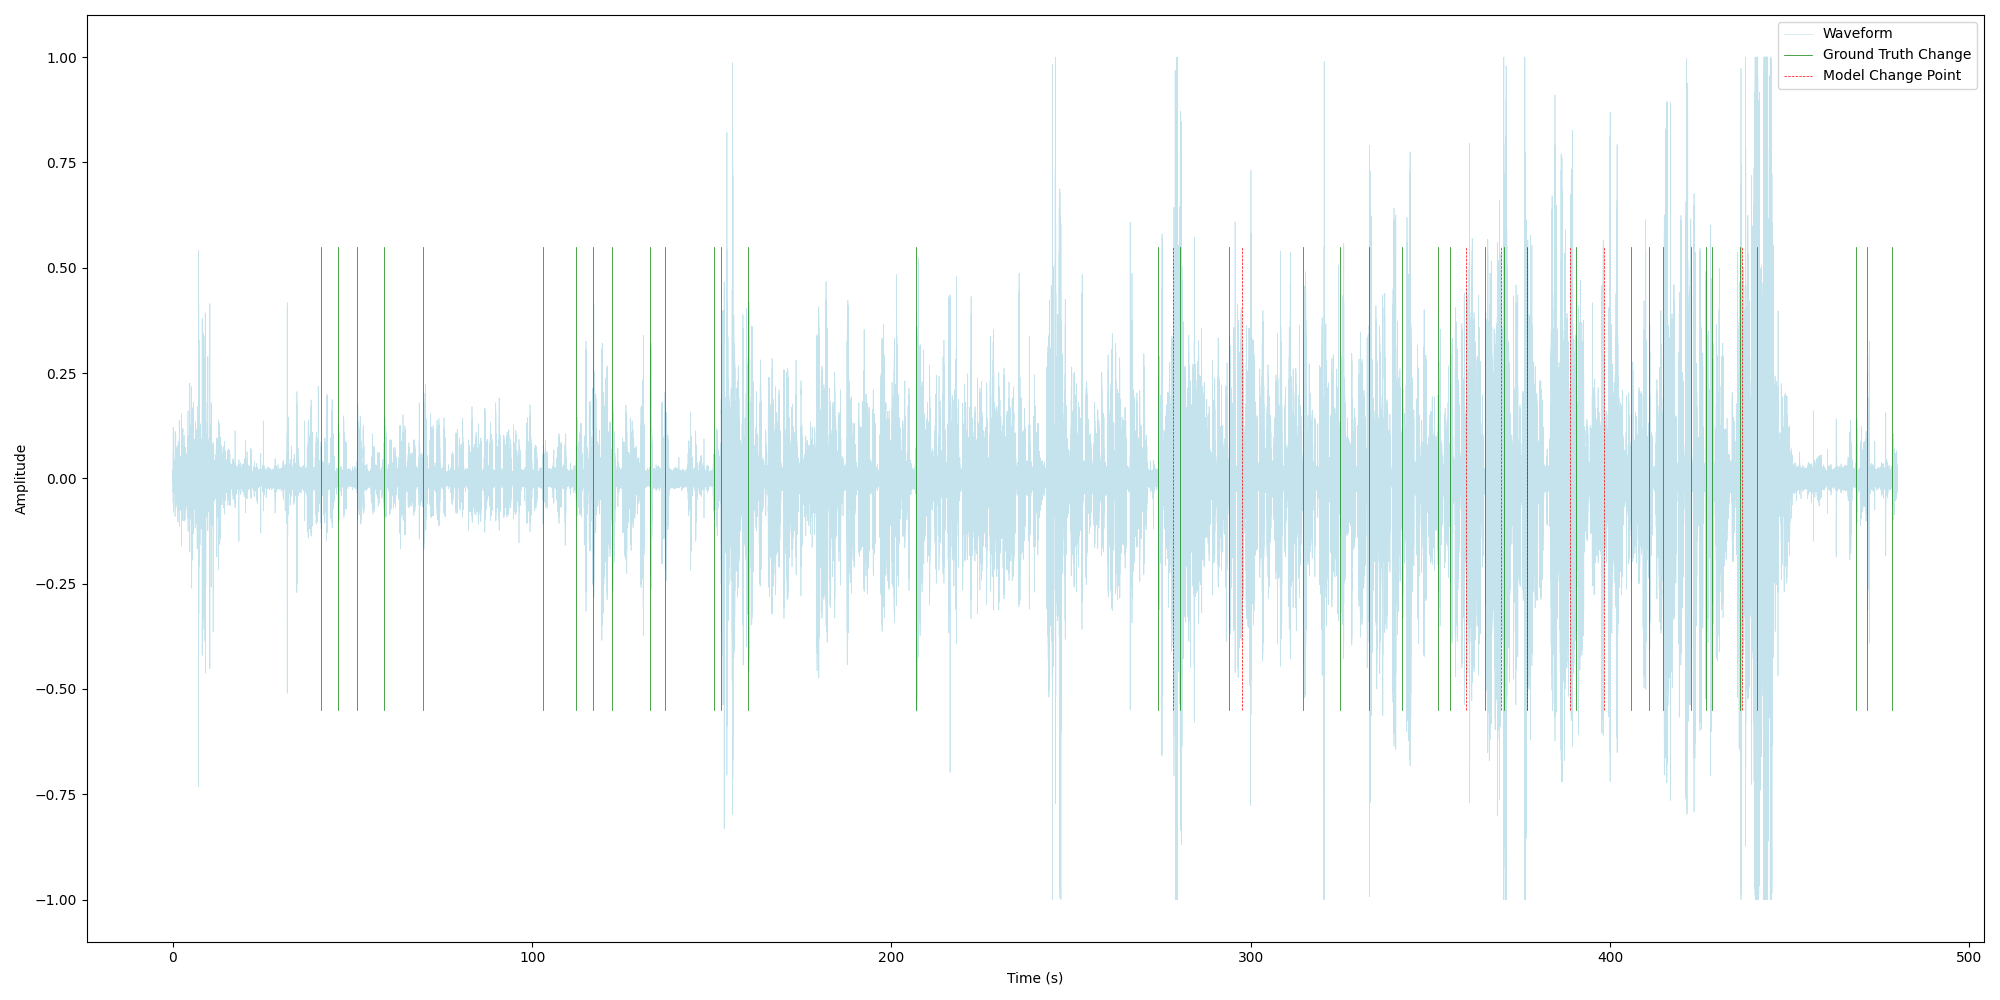 Waveform
Ground Truth Change
Model Change Point
1.00
0.75
0.50
0.25
0.00
−0.25
−0.50
−0.75
−1.00
Amplitude
0 100 200 300 400 500
Time (s)